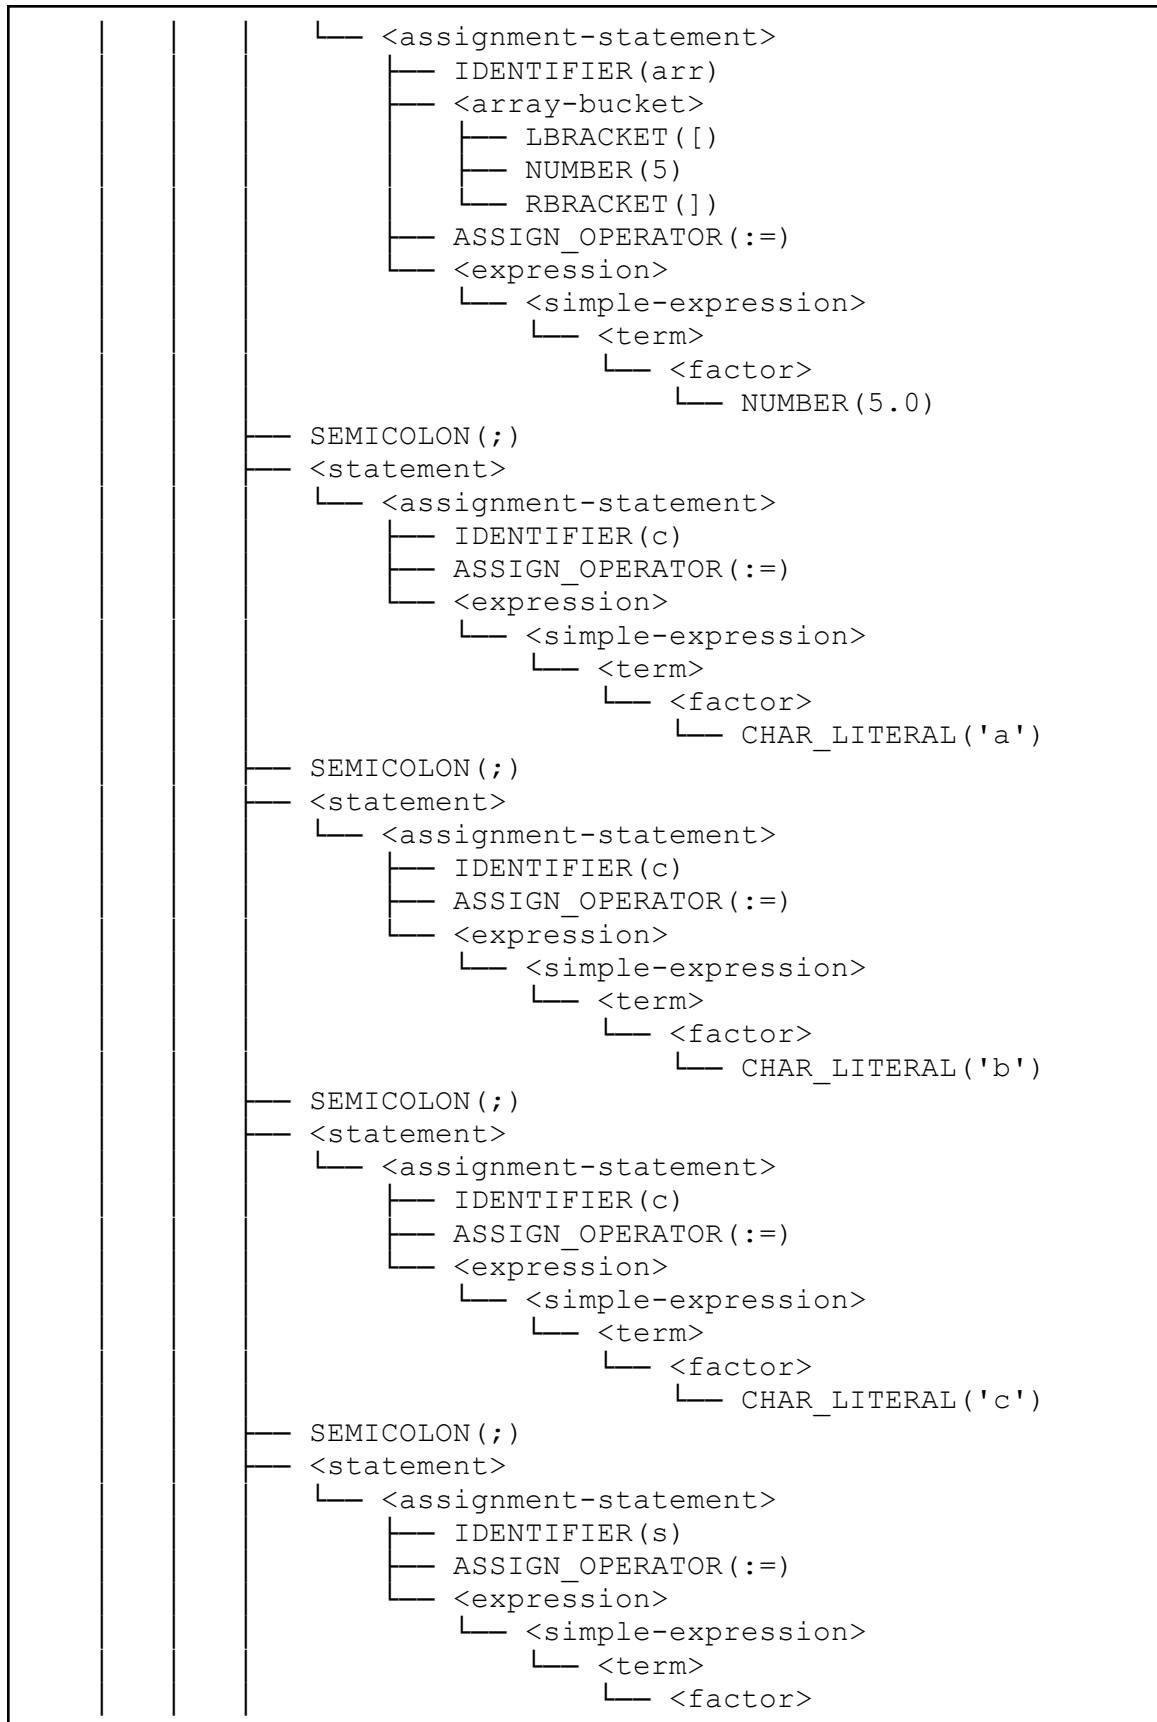 │ │ │ └── <assignment-statement>
│ │ │ ├── IDENTIFIER(arr)
│ │ │ ├── <array-bucket>
│ │ │ │ ├── LBRACKET([)
│ │ │ │ ├── NUMBER(5)
│ │ │ │ └── RBRACKET(])
│ │ │ ├── ASSIGN_OPERATOR(:=)
│ │ │ └── <expression>
│ │ │ └── <simple-expression>
│ │ │ └── <term>
│ │ │ └── <factor>
│ │ │ └── NUMBER(5.0)
│ │ ├── SEMICOLON(;)
│ │ ├── <statement>
│ │ │ └── <assignment-statement>
│ │ │ ├── IDENTIFIER(c)
│ │ │ ├── ASSIGN_OPERATOR(:=)
│ │ │ └── <expression>
│ │ │ └── <simple-expression>
│ │ │ └── <term>
│ │ │ └── <factor>
│ │ │ └── CHAR_LITERAL('a')
│ │ ├── SEMICOLON(;)
│ │ ├── <statement>
│ │ │ └── <assignment-statement>
│ │ │ ├── IDENTIFIER(c)
│ │ │ ├── ASSIGN_OPERATOR(:=)
│ │ │ └── <expression>
│ │ │ └── <simple-expression>
│ │ │ └── <term>
│ │ │ └── <factor>
│ │ │ └── CHAR_LITERAL('b')
│ │ ├── SEMICOLON(;)
│ │ ├── <statement>
│ │ │ └── <assignment-statement>
│ │ │ ├── IDENTIFIER(c)
│ │ │ ├── ASSIGN_OPERATOR(:=)
│ │ │ └── <expression>
│ │ │ └── <simple-expression>
│ │ │ └── <term>
│ │ │ └── <factor>
│ │ │ └── CHAR_LITERAL('c')
│ │ ├── SEMICOLON(;)
│ │ ├── <statement>
│ │ │ └── <assignment-statement>
│ │ │ ├── IDENTIFIER(s)
│ │ │ ├── ASSIGN_OPERATOR(:=)
│ │ │ └── <expression>
│ │ │ └── <simple-expression>
│ │ │ └── <term>
│ │ │ └── <factor>